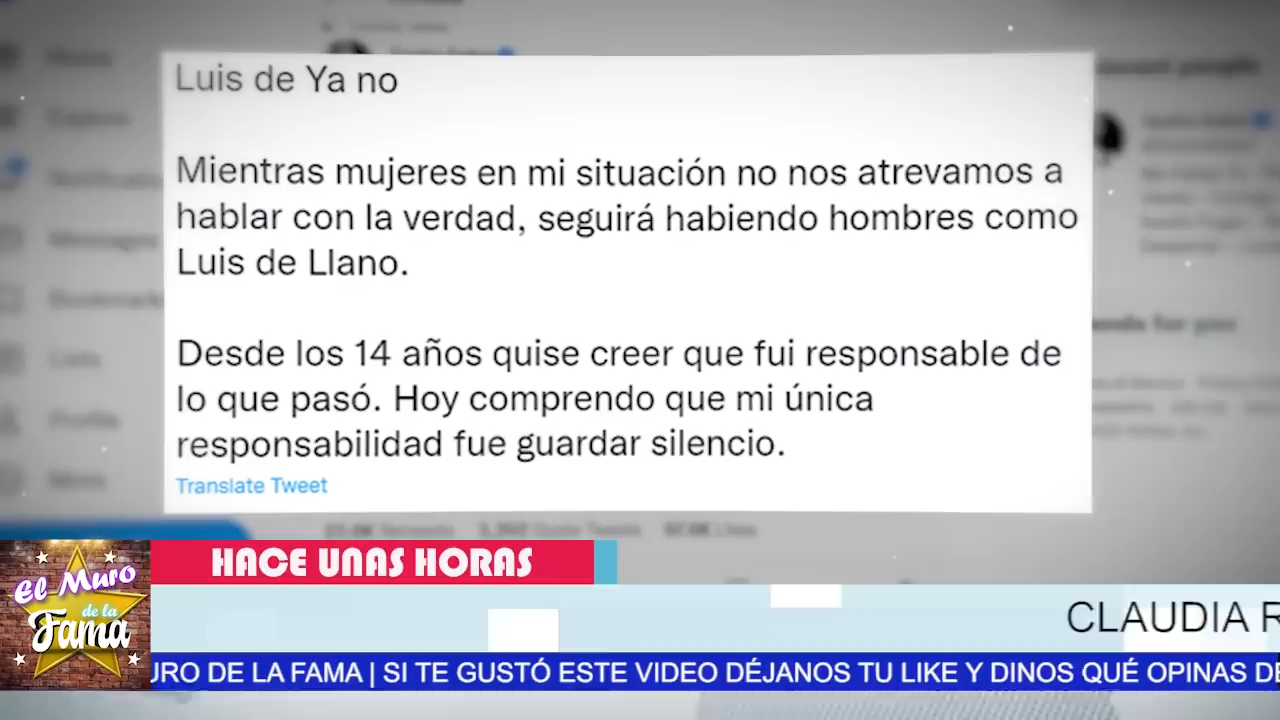 Luis de Ya no
Mientras mujeres en mi situación no nos atrevamos a
hablar con la verdad, seguirá habiendo hombres como
Luis de Llano.
Desde los 14 años quise creer que fui responsable de
lo que pasó. Hoy comprendo que mi única
responsabilidad fue guardar silencio.
Translate Tweet
HACE UNAS HORAS
El Muro
de la
Fama
CLAUDIA R
URO DE LA FAMA | SI TE GUSTÓ ESTE VIDEO DÉJANOS TU LIKE Y DINOS QUÉ OPINAS DE